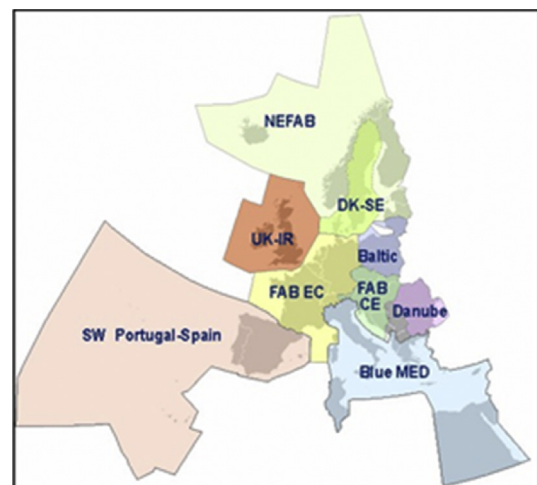 NEFAB
DK-SE
UK-IR
Baltic
FAB EC
FAB
CE
Danube
SW Portugal-Spain
Blue MED